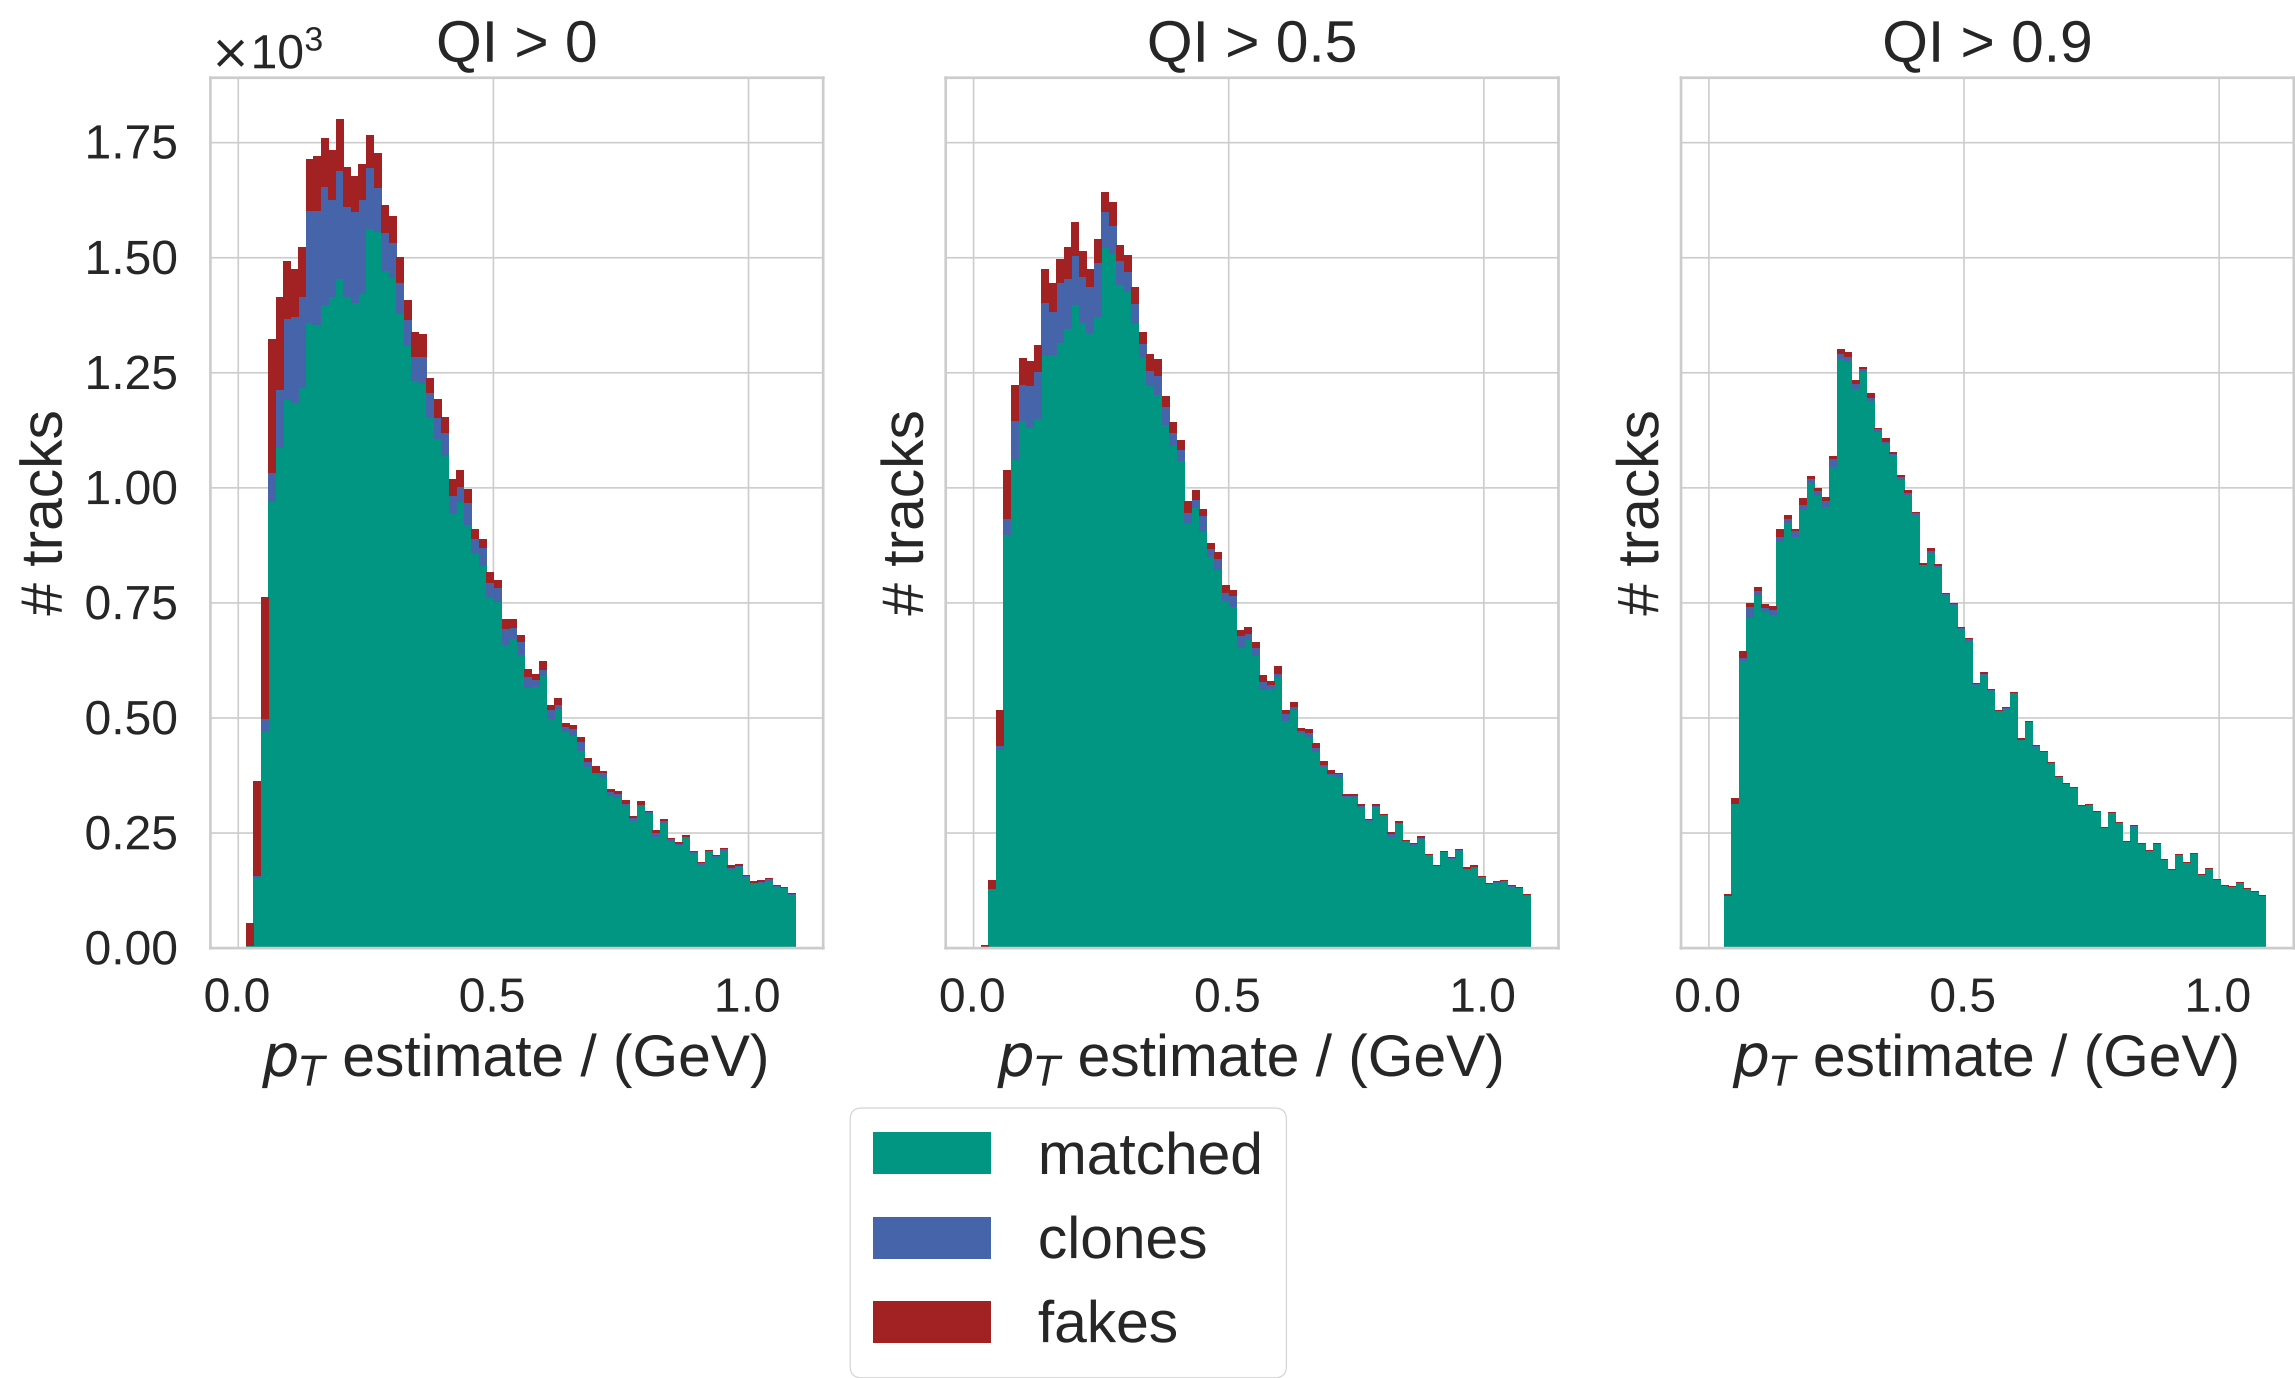 ×10³
QI > 0
QI > 0.5
QI > 0.9
# tracks
1.75
1.50
1.25
1.00
0.75
0.50
0.25
0.00
0.0 0.5 1.0
p_T estimate / (GeV)
# tracks
0.0 0.5 1.0
p_T estimate / (GeV)
# tracks
0.0 0.5 1.0
p_T estimate / (GeV)
matched
clones
fakes